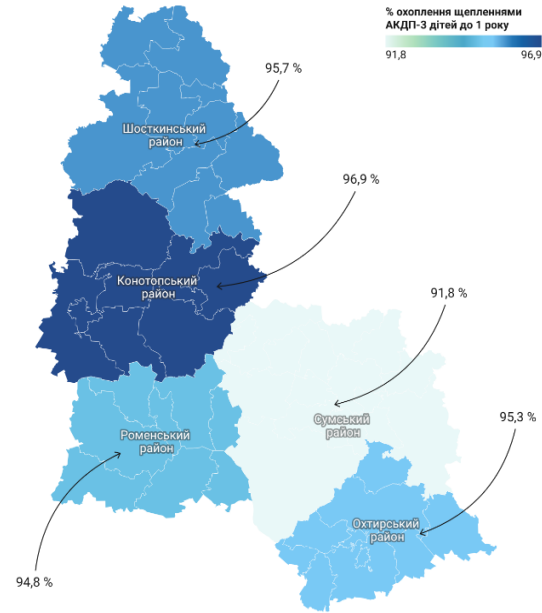 % охоплення щепленнями
АКДП-3 дітей до 1 року
91,8
96,9
95,7 %
Шосткинський
район
96,9 %
Конотопський
район
91,8 %
Сумський
район
95,3 %
Роменський
район
Охтирський
район
94,8 %